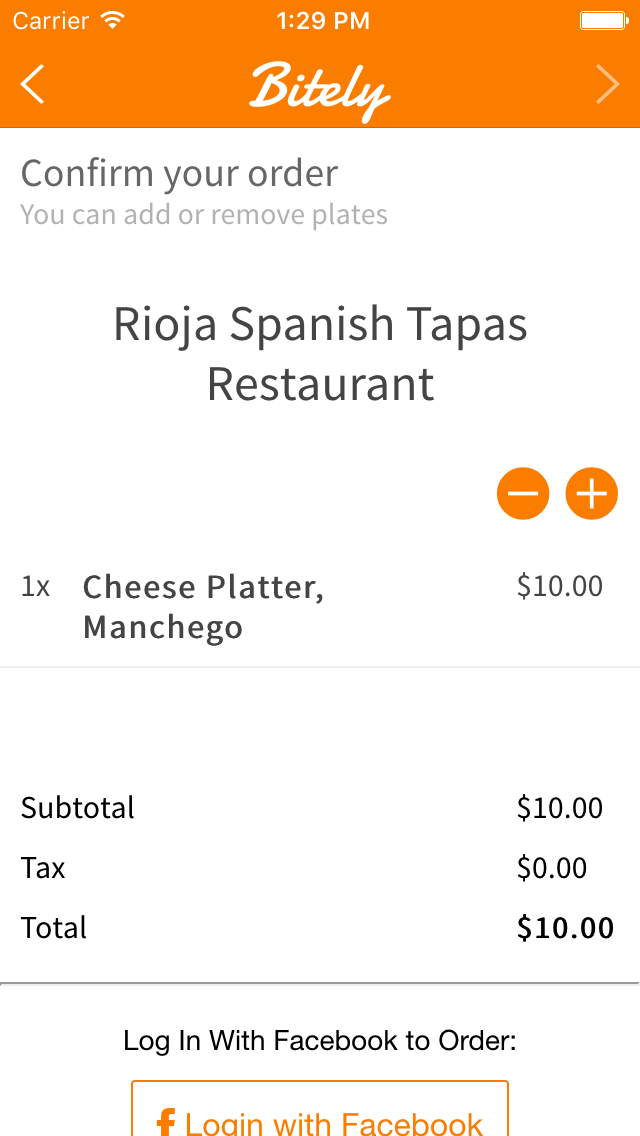 Carrier 1:29 PM
Bitely
Confirm your order
You can add or remove plates
Rioja Spanish Tapas
Restaurant
1x Cheese Platter, $10.00
Manchego
Subtotal $10.00
Tax $0.00
Total $10.00
Log In With Facebook to Order:
Login with Facebook